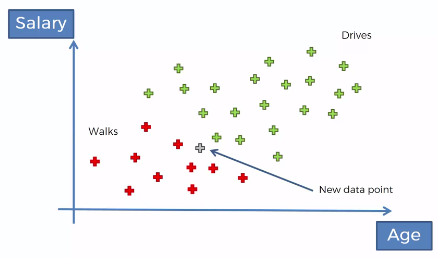 Salary
Drives
Walks
New data point
Age